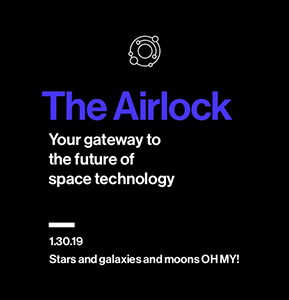 The Airlock
Your gateway to
the future of
space technology
1.30.19
Stars and galaxies and moons OH MY!